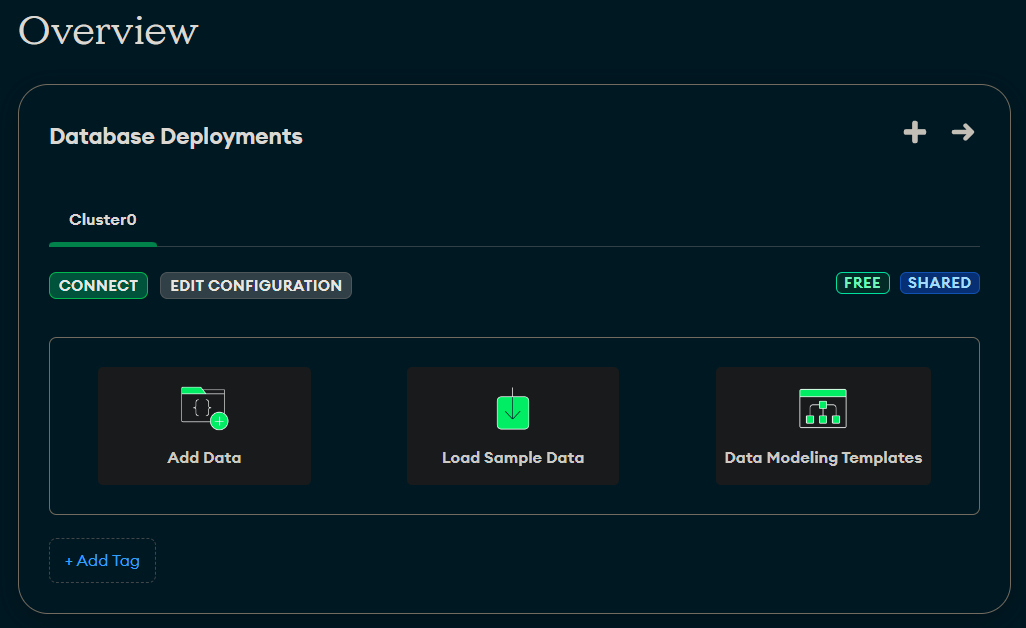 Overview
Database Deployments
Cluster0
CONNECT EDIT CONFIGURATION FREE SHARED
{ }
Add Data Load Sample Data Data Modeling Templates
+ Add Tag